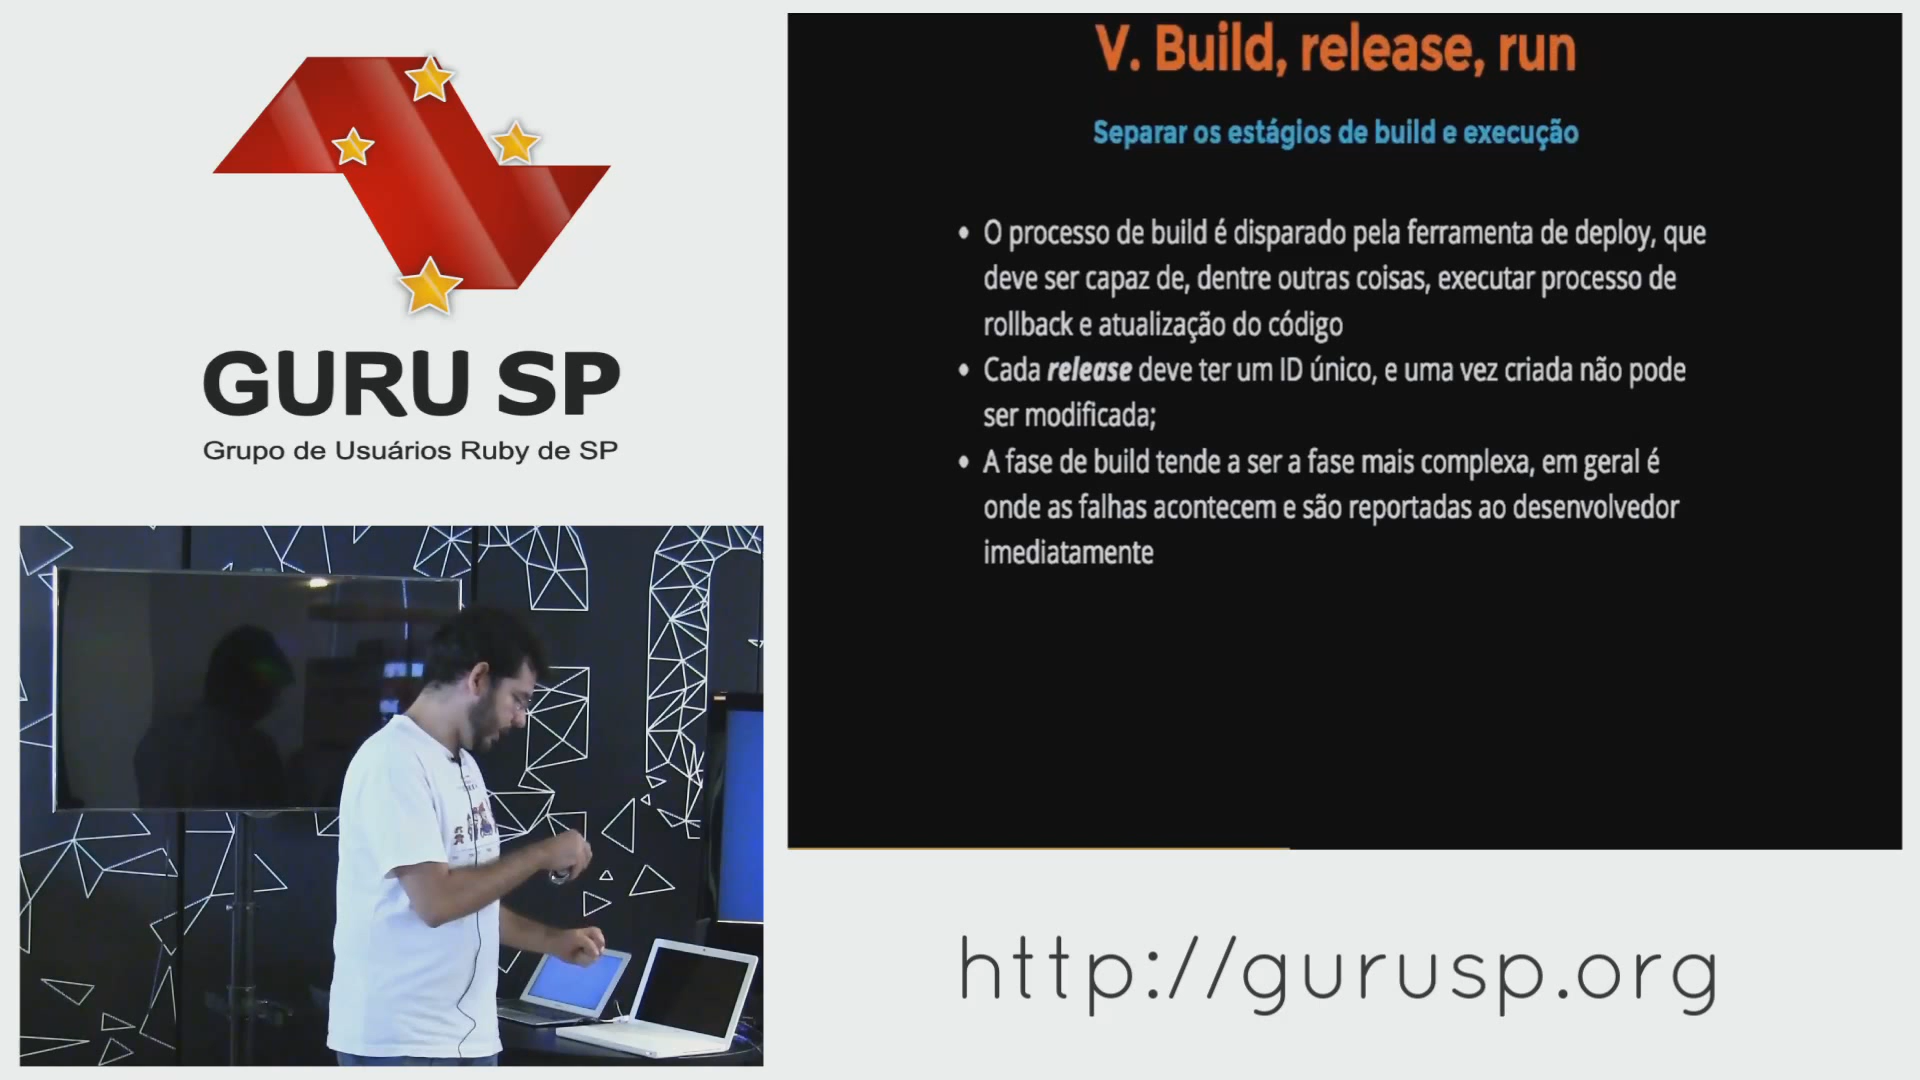 GURU SP
Grupo de Usuários Ruby de SP
V. Build, release, run
Separar os estágios de build e execução
• O processo de build é disparado pela ferramenta de deploy, que
deve ser capaz de, dentre outras coisas, executar processo de
rollback e atualização do código
• Cada release deve ter um ID único, e uma vez criada não pode
ser modificada;
• A fase de build tende a ser a fase mais complexa, em geral é
onde as falhas acontecem e são reportadas ao desenvolvedor
imediatamente
http://gurusp.org